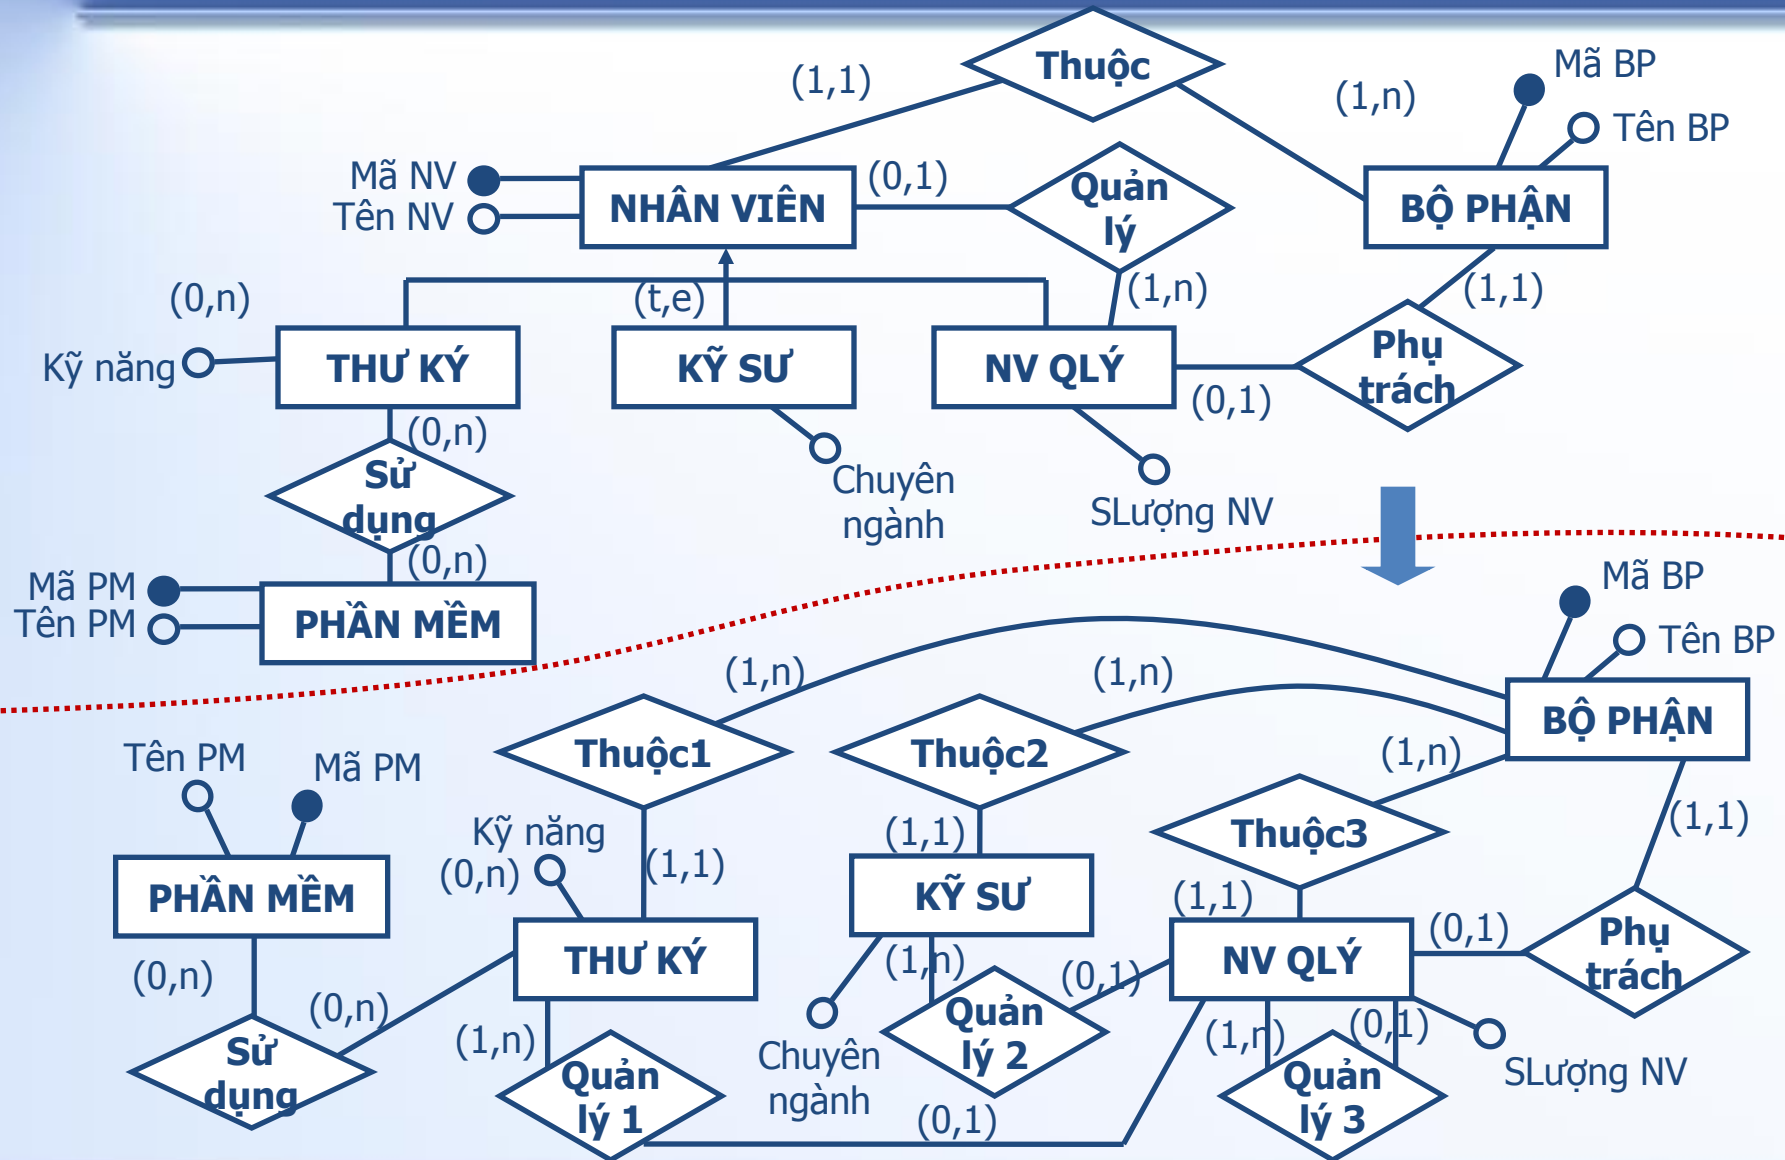 Thuộc
Mã BP
(1,1)
(1,n)
Tên BP
Mã NV
(0,1)
Quản
lý
Tên NV
NHÂN VIÊN
BỘ PHẬN
(0,n)
(t,e)
(1,n)
(1,1)
Kỹ năng
THƯ KÝ
KỸ SƯ
NV QLÝ
Phụ
trách
(0,1)
(0,n)
Sử
dụng
Chuyên
ngành
SLượng NV
(0,n)
Mã PM
Tên PM
PHẦN MỀM
Mã BP
Tên BP
(1,n)
(1,n)
BỘ PHẬN
Tên PM
Mã PM
Thuộc1
Thuộc2
(1,n)
Kỹ năng
(0,n)
(1,1)
(1,1)
Thuộc3
(1,1)
PHẦN MỀM
KỸ SƯ
(1,1)
THƯ KÝ
NV QLÝ
(0,1)
Phụ
trách
(0,n)
(0,n)
(1,n)
(0,1)
(1,n)
Quản
lý 2
(1,n)
(0,1)
Sử
dụng
Quản
lý 1
Chuyên
ngành
Quản
lý 3
SLượng NV
(0,1)